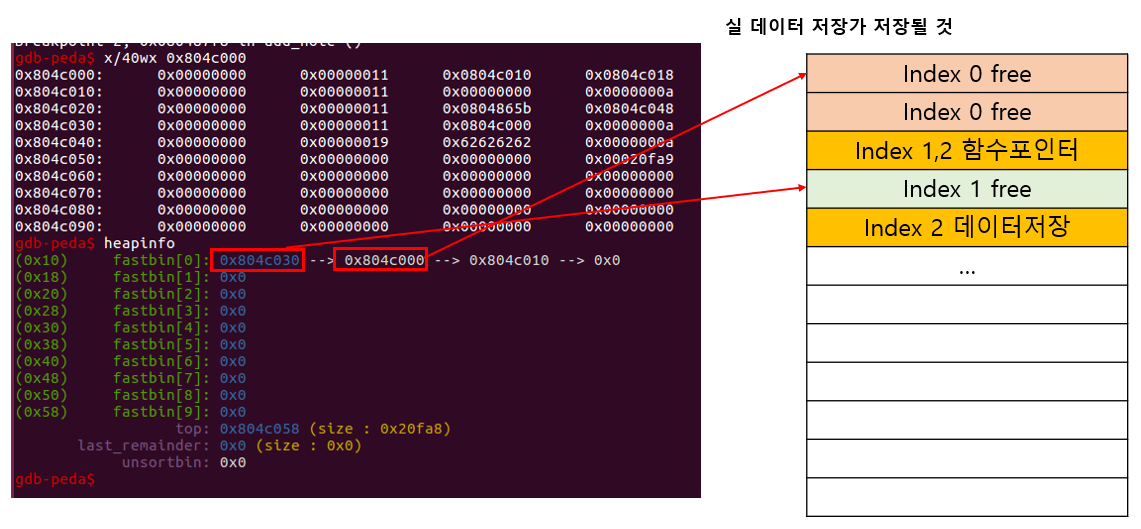 실 데이터 저장가 저장될 것
gdb-peda$ x/40wx 0x804c000
0x804c000: 0x00000000 0x00000011 0x0804c010 0x0804c018
0x804c010: 0x00000000 0x00000011 0x00000000 0x0000000a
0x804c020: 0x00000000 0x00000011 0x0804865b 0x0804c048
0x804c030: 0x00000000 0x00000011 0x0804c000 0x0000000a
0x804c040: 0x00000000 0x00000019 0x62626262 0x0000000a
0x804c050: 0x00000000 0x00000000 0x00000000 0x00020fa9
0x804c060: 0x00000000 0x00000000 0x00000000 0x00000000
0x804c070: 0x00000000 0x00000000 0x00000000 0x00000000
0x804c080: 0x00000000 0x00000000 0x00000000 0x00000000
0x804c090: 0x00000000 0x00000000 0x00000000 0x00000000
gdb-peda$ heapinfo
(0x10) fastbin[0]: 0x804c030 --> 0x804c000 --> 0x804c010 --> 0x0
(0x18) fastbin[1]: 0x0
(0x20) fastbin[2]: 0x0
(0x28) fastbin[3]: 0x0
(0x30) fastbin[4]: 0x0
(0x38) fastbin[5]: 0x0
(0x40) fastbin[6]: 0x0
(0x48) fastbin[7]: 0x0
(0x50) fastbin[8]: 0x0
(0x58) fastbin[9]: 0x0
top: 0x804c058 (size : 0x20fa8)
last_remainder: 0x0 (size : 0x0)
unsortbin: 0x0
gdb-peda$
Index 0 free
Index 0 free
Index 1,2 함수포인터
Index 1 free
Index 2 데이터저장
...